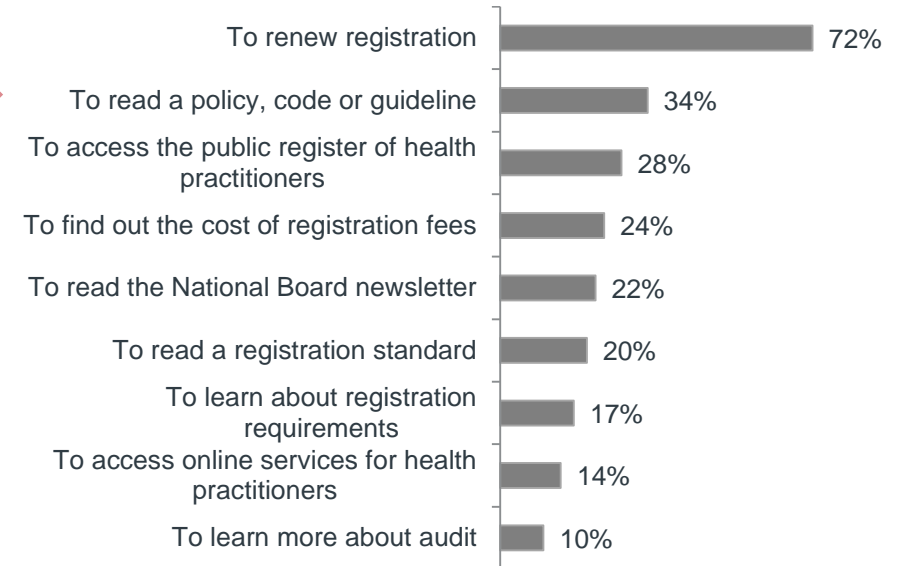 To renew registration 72%
To read a policy, code or guideline 34%
To access the public register of health
practitioners 28%
To find out the cost of registration fees 24%
To read the National Board newsletter 22%
To read a registration standard 20%
To learn about registration
requirements 17%
To access online services for health
practitioners 14%
To learn more about audit 10%